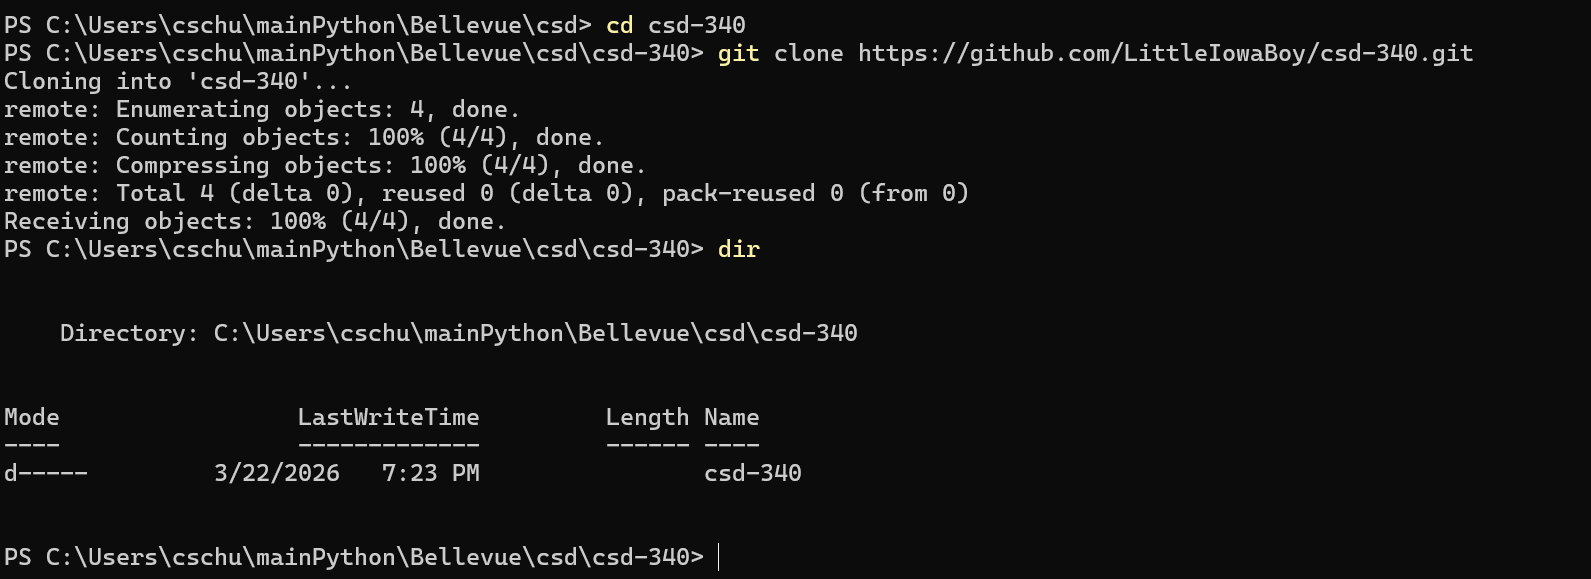 PS C:\Users\cschu\mainPython\Bellevue\csd> cd csd-340
PS C:\Users\cschu\mainPython\Bellevue\csd\csd-340> git clone https://github.com/LittleIowaBoy/csd-340.git
Cloning into 'csd-340'...
remote: Enumerating objects: 4, done.
remote: Counting objects: 100% (4/4), done.
remote: Compressing objects: 100% (4/4), done.
remote: Total 4 (delta 0), reused 0 (delta 0), pack-reused 0 (from 0)
Receiving objects: 100% (4/4), done.
PS C:\Users\cschu\mainPython\Bellevue\csd\csd-340> dir
    Directory: C:\Users\cschu\mainPython\Bellevue\csd\csd-340
Mode                 LastWriteTime         Length Name
----                 -------------         ------ ----
d-----         3/22/2026   7:23 PM                csd-340
PS C:\Users\cschu\mainPython\Bellevue\csd\csd-340>